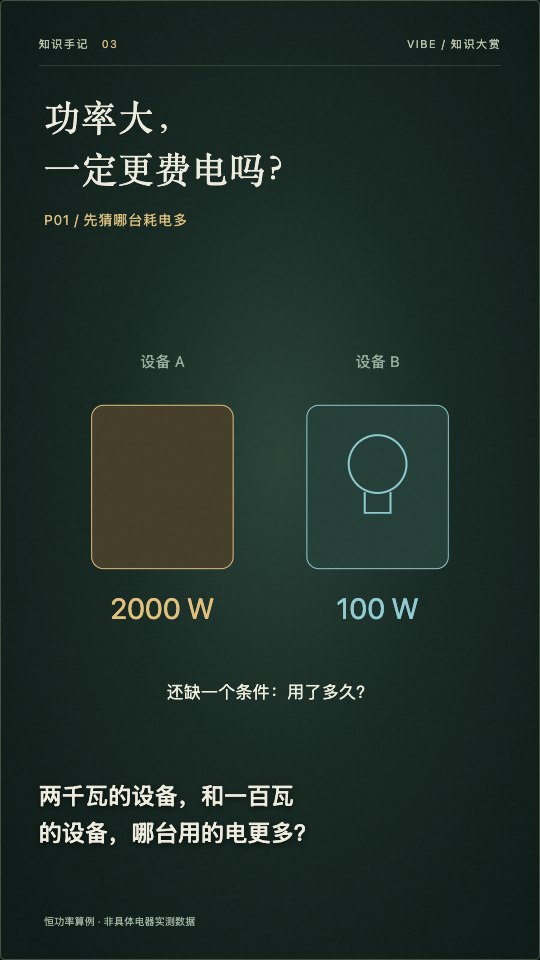 知识手记 03
VIBE / 知识大赏
功率大，
一定更费电吗？
P01 / 先猜哪台耗电多
设备 A
设备 B
2000 W
100 W
还缺一个条件：用了多久？
两千瓦的设备，和一百瓦
的设备，哪台用的电更多？
恒功率算例 · 非具体电器实测数据